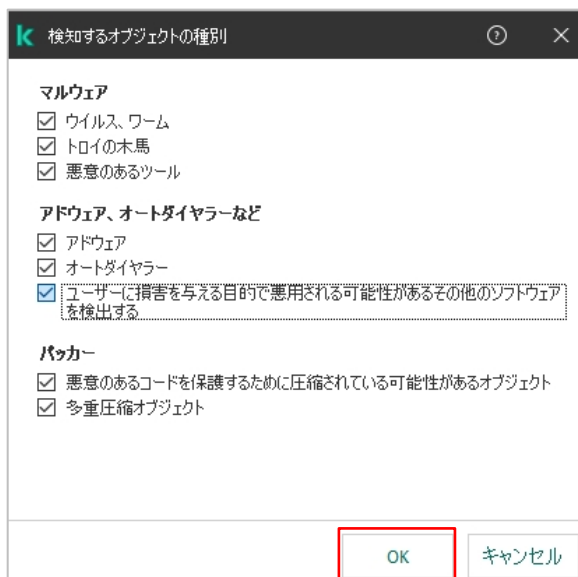 検知するオブジェクトの種別
マルウェア
ウイルス、ワーム
トロイの木馬
悪意のあるツール
アドウェア、オートダイヤラーなど
アドウェア
オートダイヤラー
ユーザーに損害を与える目的で悪用される可能性があるその他のソフトウェア
を検出する
パッカー
悪意のあるコードを保護するために圧縮されている可能性があるオブジェクト
多重圧縮オブジェクト
OK
キャンセル